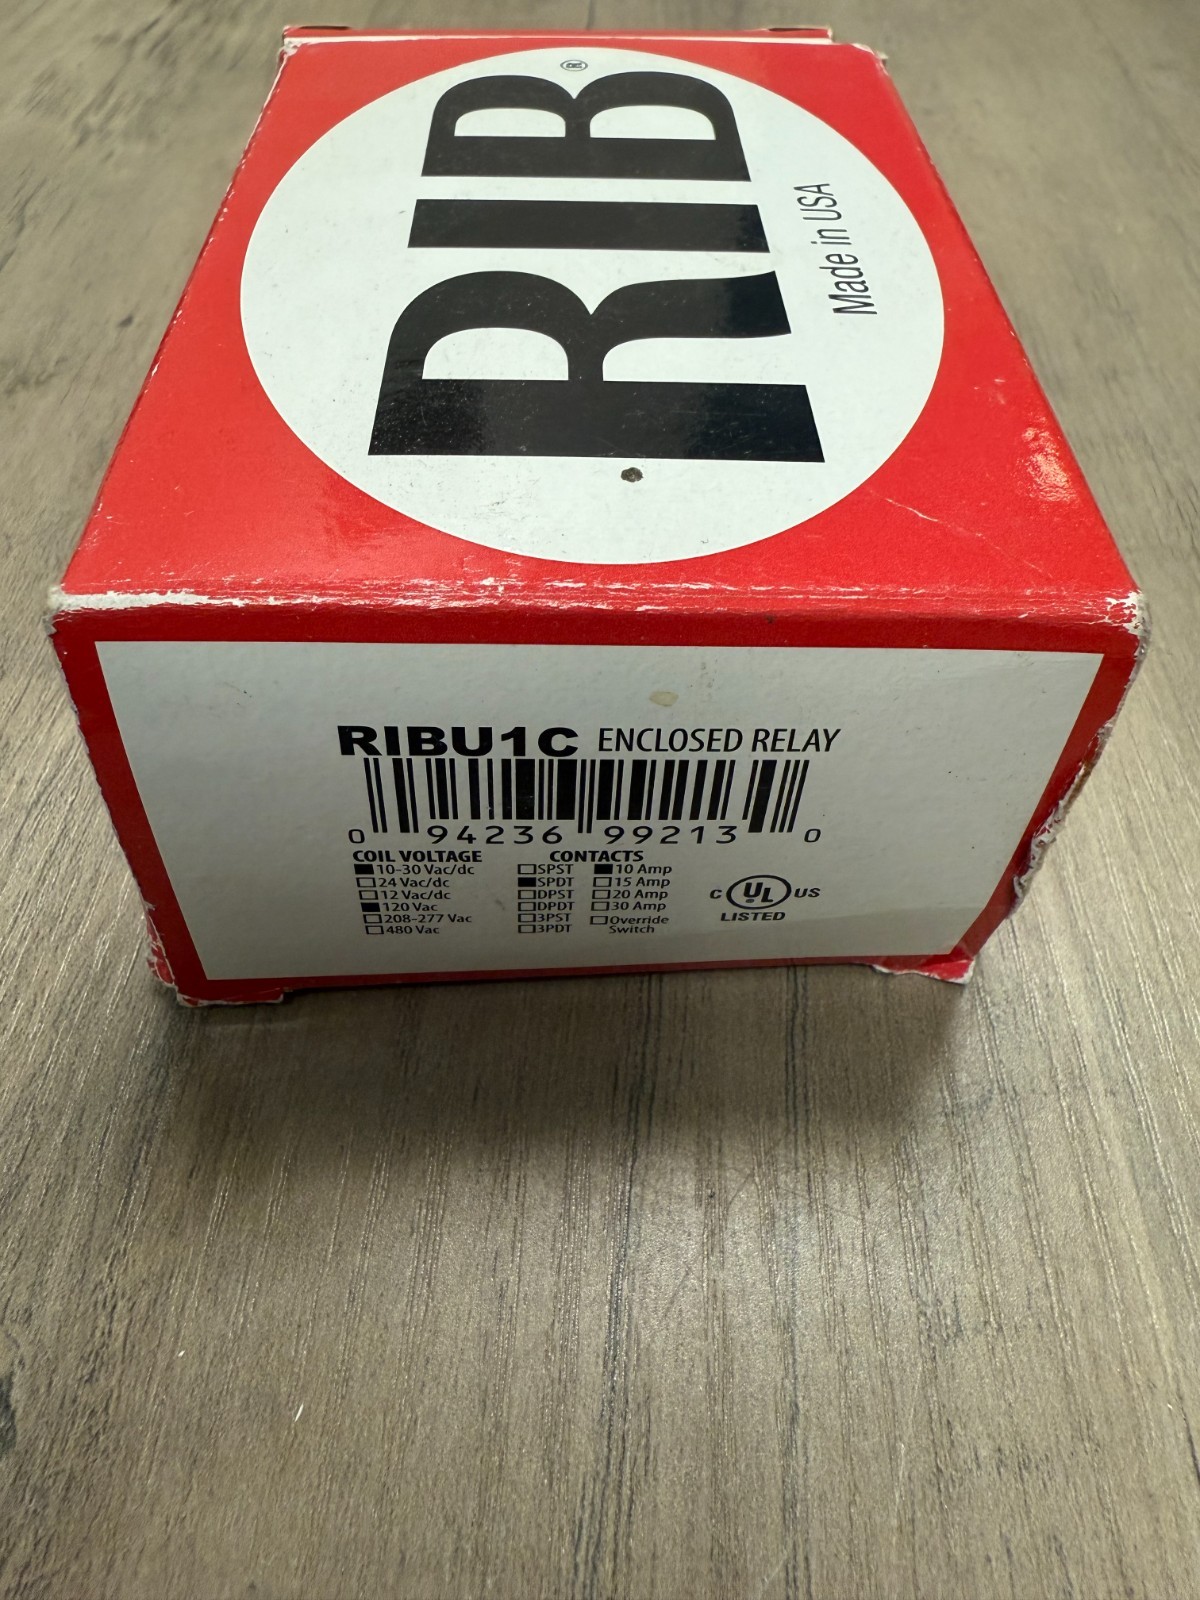 RIB®
Made in USA
RIBU1C ENCLOSED RELAY
0 94236 99213 0
COIL VOLTAGE
10-30 Vac/dc
24 Vac/dc
12 Vac/dc
120 Vac
208-277 Vac
480 Vac
CONTACTS
SPST
SPDT
DPST
DPDT
3PST
3PDT
10 Amp
15 Amp
20 Amp
30 Amp
Override
Switch
C UL US
LISTED